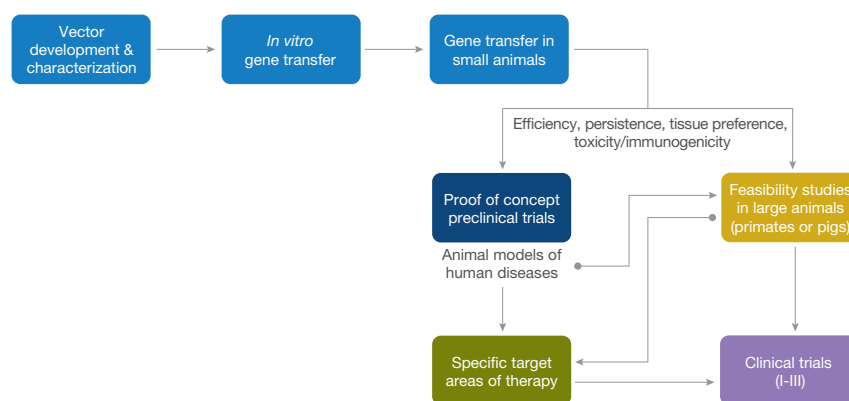 Vector
development &
characterization
In vitro
gene transfer
Gene transfer in
small animals
Efficiency, persistence, tissue preference,
toxicity/immunogenicity
Proof of concept
preclinical trials
Feasibility studies
in large animals
(primates or pigs)
Animal models of
human diseases
Specific target
areas of therapy
Clinical trials
(I-III)